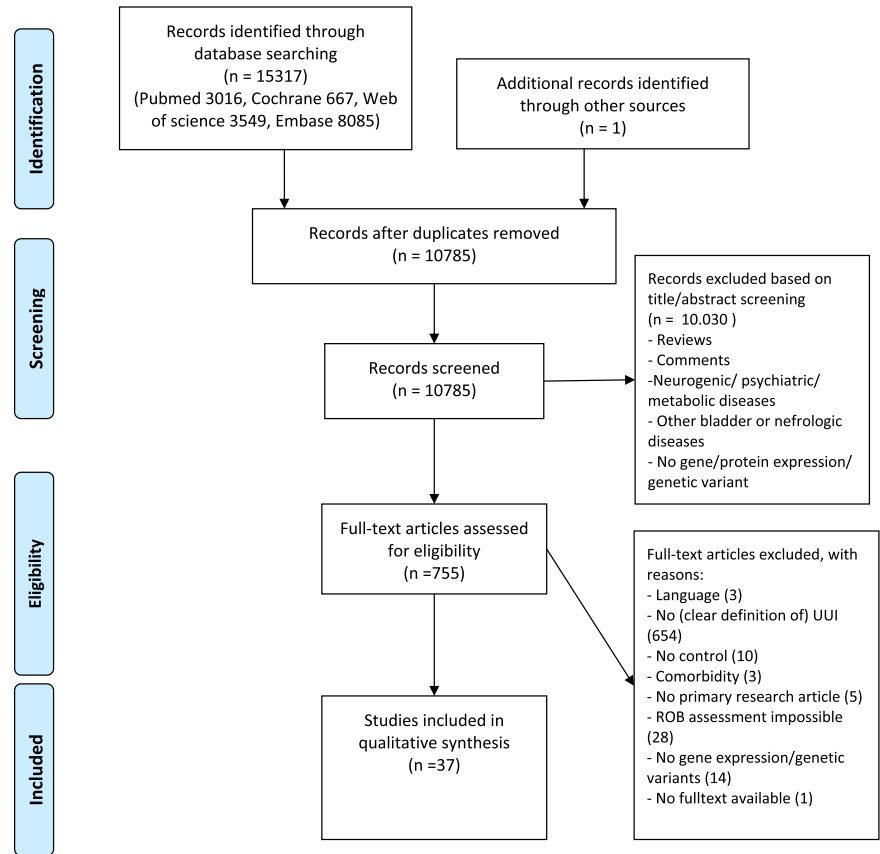 Identification
Records identified through
database searching
(n = 15317)
(Pubmed 3016, Cochrane 667, Web
of science 3549, Embase 8085)
Additional records identified
through other sources
(n = 1)
Records after duplicates removed
(n = 10785)
Screening
Records screened
(n = 10785)
Records excluded based on
title/abstract screening
(n = 10.030 )
- Reviews
- Comments
-Neurogenic/ psychiatric/
metabolic diseases
- Other bladder or nefrologic
diseases
- No gene/protein expression/
genetic variant
Eligibility
Full-text articles assessed
for eligibility
(n =755)
Full-text articles excluded, with
reasons:
- Language (3)
- No (clear definition of) UUI
(654)
- No control (10)
- Comorbidity (3)
- No primary research article (5)
- ROB assessment impossible
(28)
- No gene expression/genetic
variants (14)
- No fulltext available (1)
Included
Studies included in
qualitative synthesis
(n =37)